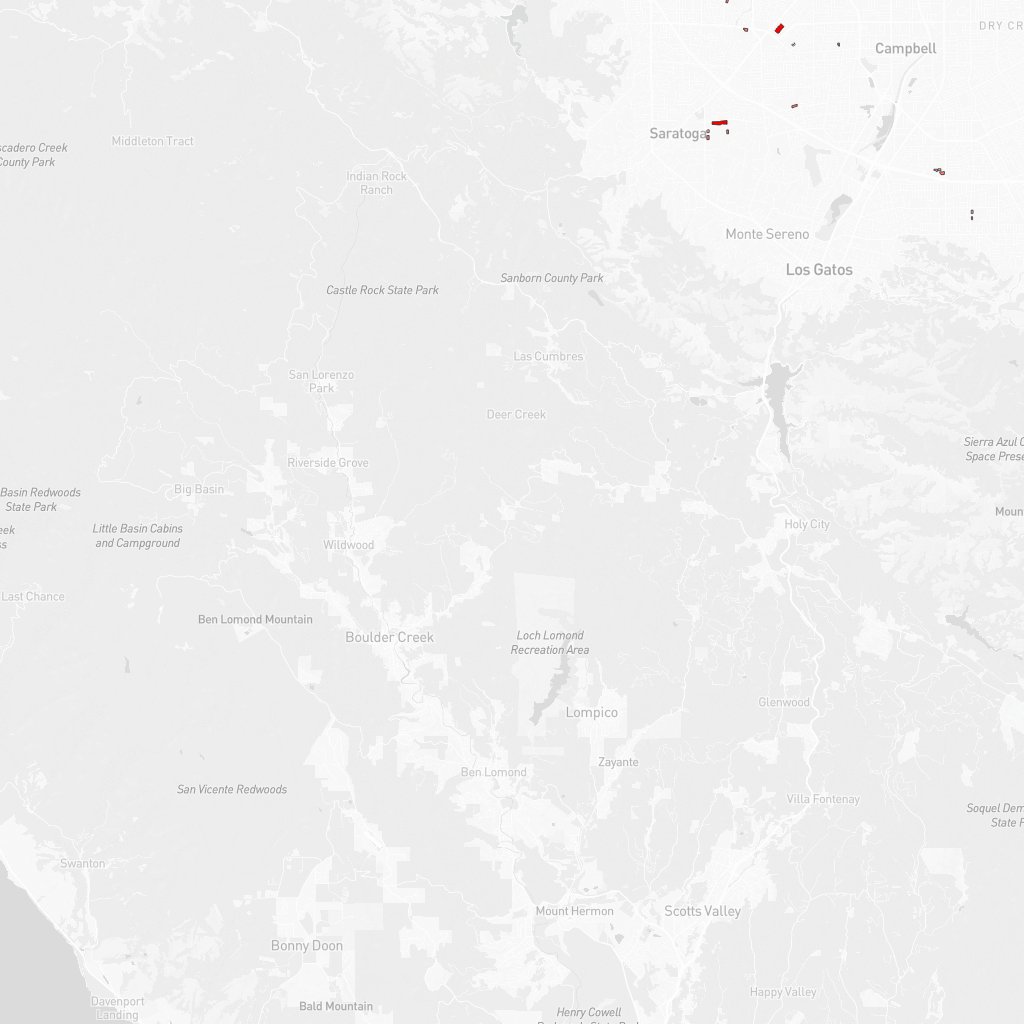 DRY CR
Campbell
Saratoga
Middleton Tract
scadero Creek
County Park
Indian Rock
Ranch
Monte Sereno
Los Gatos
Sanborn County Park
Castle Rock State Park
Las Cumbres
San Lorenzo
Park
Deer Creek
Sierra Azul O
Space Prese
Riverside Grove
Big Basin
Basin Redwoods
State Park
Mount
Holy City
Little Basin Cabins
and Campground
eek
ss
Wildwood
Last Chance
Ben Lomond Mountain
Boulder Creek
Loch Lomond
Recreation Area
Glenwood
Lompico
Zayante
Ben Lomond
San Vicente Redwoods
Villa Fontenay
Soquel Dem
State F
Swanton
Mount Hermon
Scotts Valley
Bonny Doon
Happy Valley
Davenport
Landing
Bald Mountain
Henry Cowell